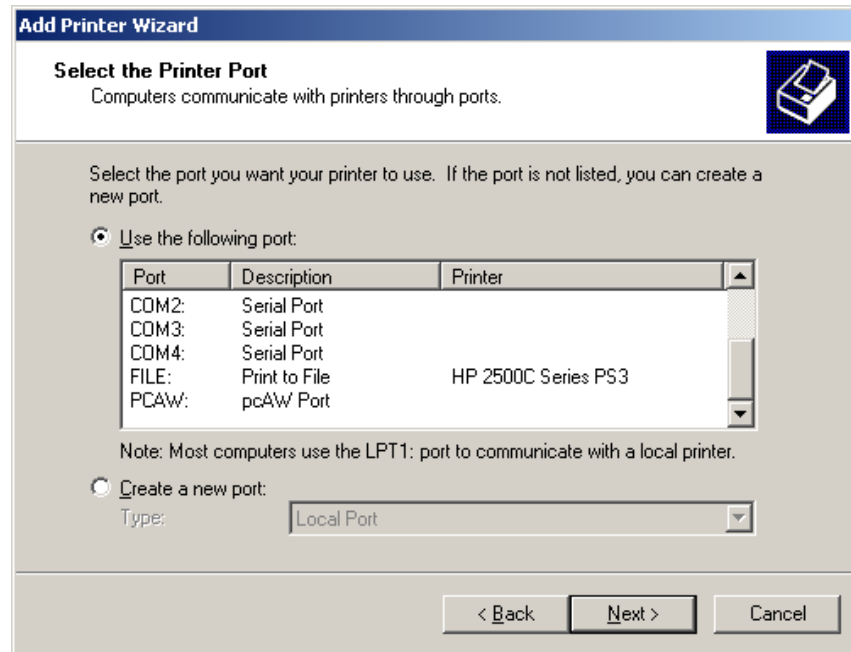 Add Printer Wizard
Select the Printer Port
Computers communicate with printers through ports.
Select the port you want your printer to use.  If the port is not listed, you can create a
new port.
Use the following port:
Port Description Printer
COM2: Serial Port
COM3: Serial Port
COM4: Serial Port
FILE: Print to File HP 2500C Series PS3
PCAW: pcAW Port
Note: Most computers use the LPT1: port to communicate with a local printer.
Create a new port:
Type: Local Port
< Back Next > Cancel